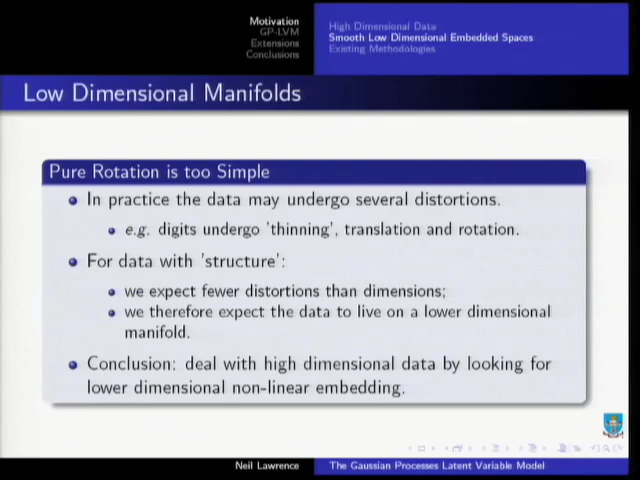 Motivation
GP-LVM
Extensions
Conclusions
High Dimensional Data
Smooth Low Dimensional Embedded Spaces
Existing Methodologies
Low Dimensional Manifolds
Pure Rotation is too Simple
In practice the data may undergo several distortions.
e.g. digits undergo 'thinning', translation and rotation.
For data with 'structure':
we expect fewer distortions than dimensions;
we therefore expect the data to live on a lower dimensional
manifold.
Conclusion: deal with high dimensional data by looking for
lower dimensional non-linear embedding.
Neil Lawrence
The Gaussian Processes Latent Variable Model